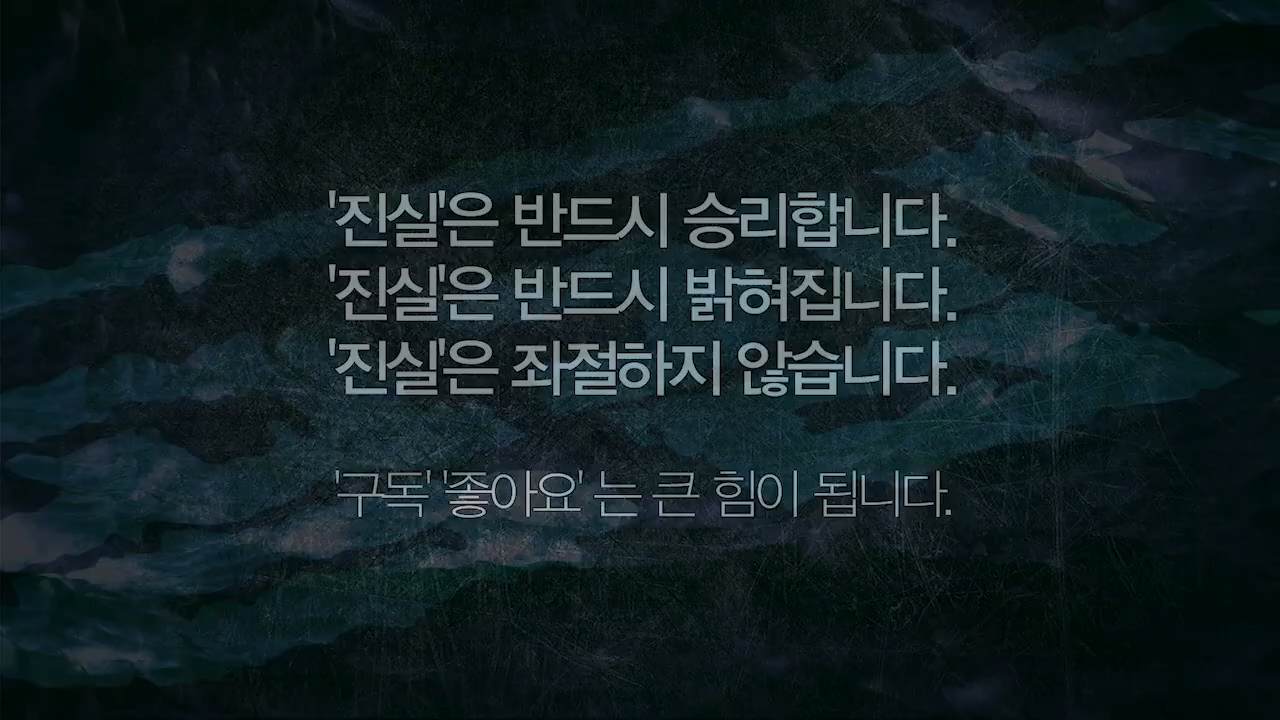 '진실'은 반드시 승리합니다.
'진실'은 반드시 밝혀집니다.
'진실'은 좌절하지 않습니다.
'구독' '좋아요' 는 큰 힘이 됩니다.